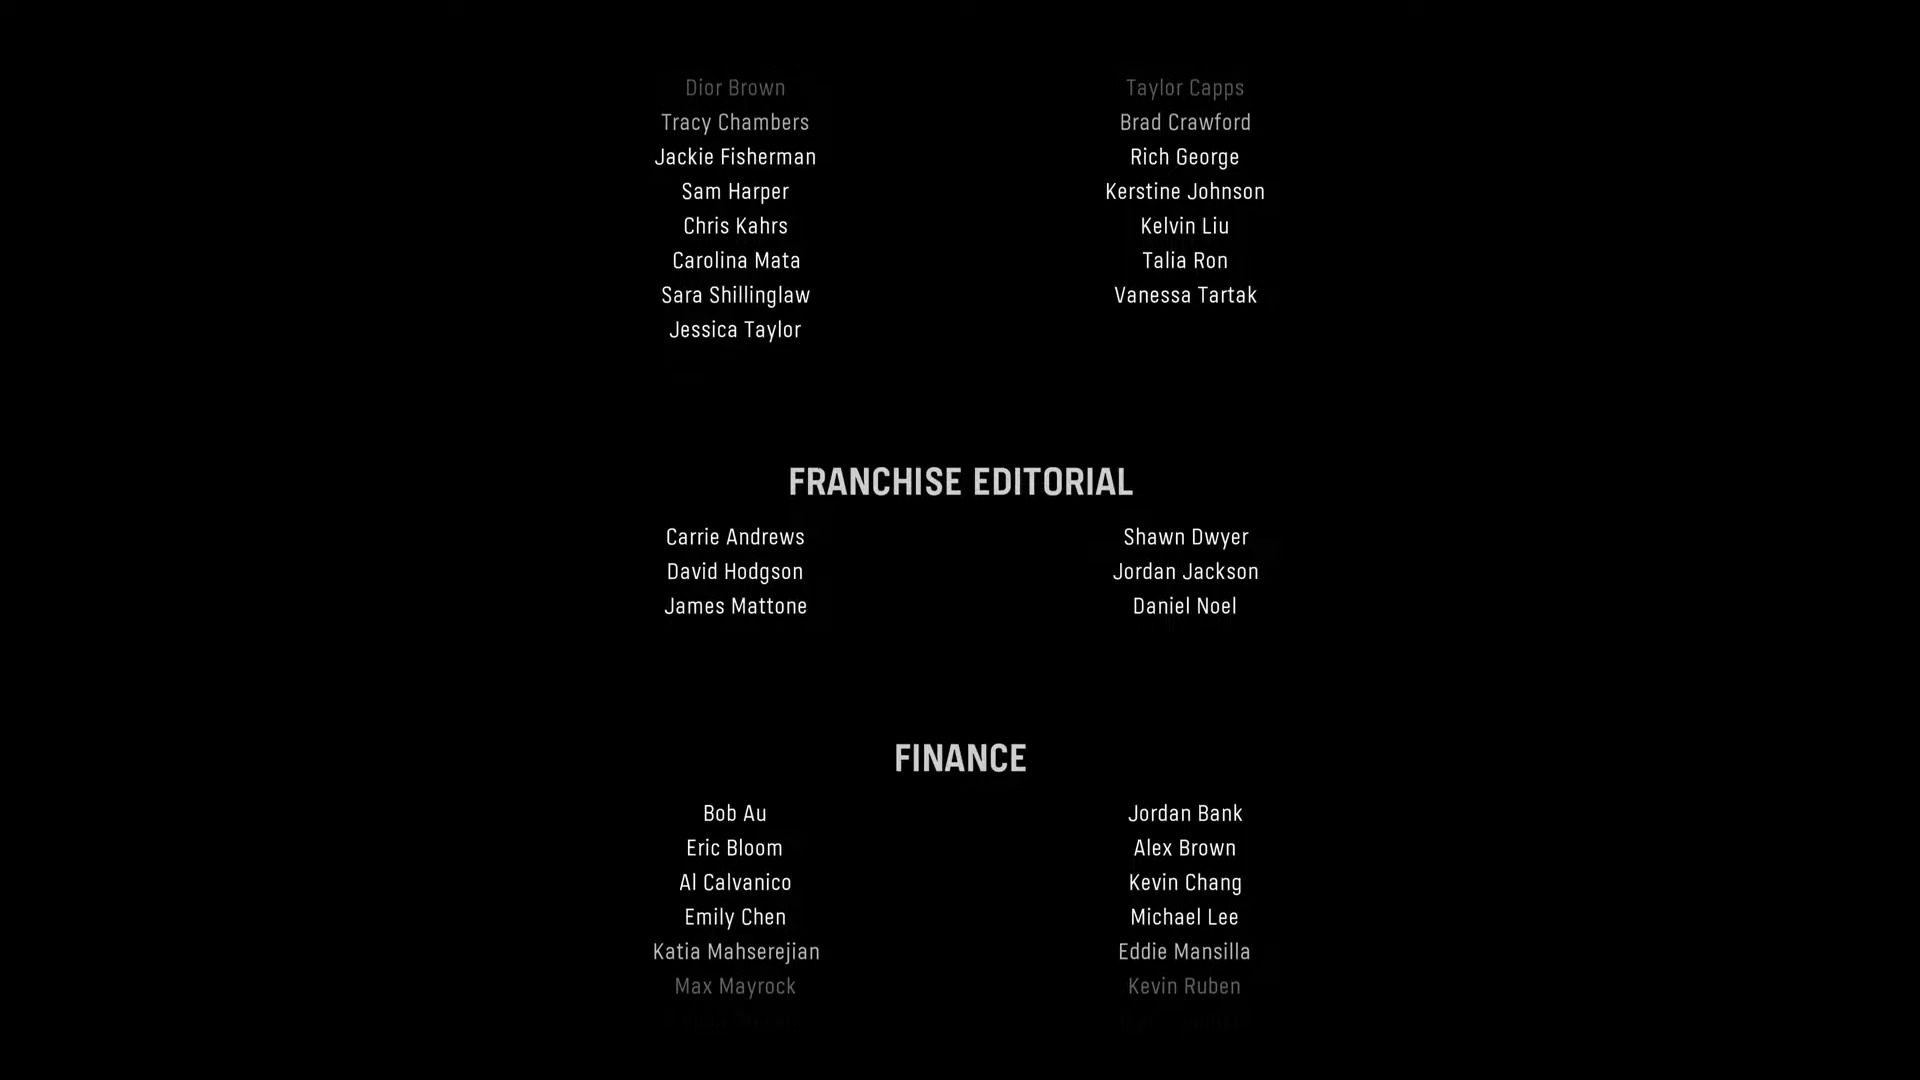 Dior Brown Taylor Capps
Tracy Chambers Brad Crawford
Jackie Fisherman Rich George
Sam Harper Kerstine Johnson
Chris Kahrs Kelvin Liu
Carolina Mata Talia Ron
Sara Shillinglaw Vanessa Tartak
Jessica Taylor
FRANCHISE EDITORIAL
Carrie Andrews Shawn Dwyer
David Hodgson Jordan Jackson
James Mattone Daniel Noel
FINANCE
Bob Au Jordan Bank
Eric Bloom Alex Brown
Al Calvanico Kevin Chang
Emily Chen Michael Lee
Katia Mahserejian Eddie Mansilla
Max Mayrock Kevin Ruben